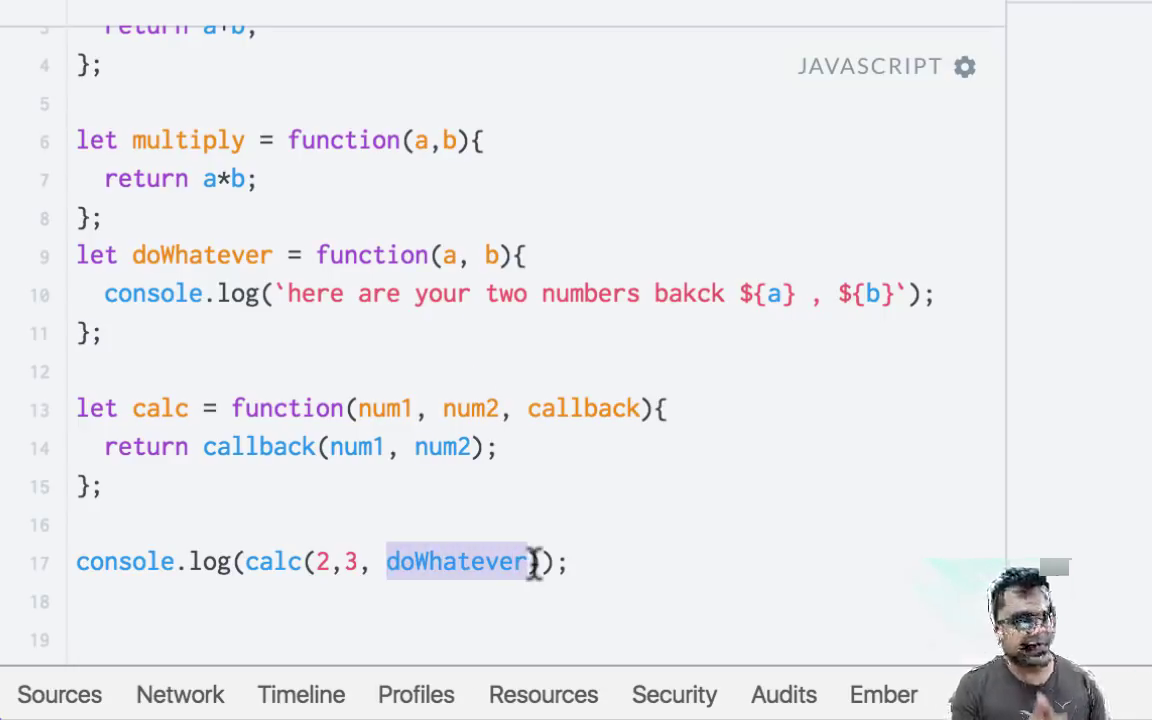 3 return a+b;
4 };
JAVASCRIPT
5
6 let multiply = function(a,b){
7 return a*b;
8 };
9 let doWhatever = function(a, b){
10 console.log(`here are your two numbers bakck ${a} , ${b}`);
11 };
12
13 let calc = function(num1, num2, callback){
14 return callback(num1, num2);
15 };
16
17 console.log(calc(2,3, doWhatever));
18
19
Sources Network Timeline Profiles Resources Security Audits Ember